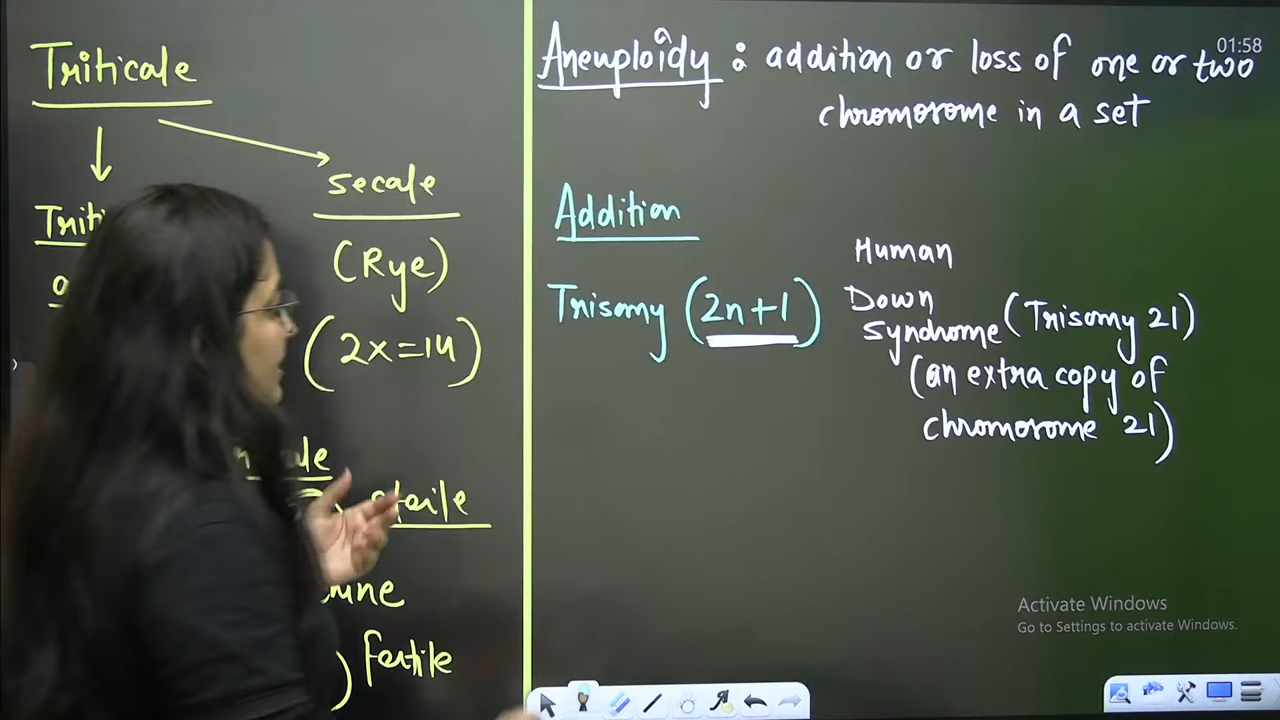 Triticale
secale
(Rye)
(2x=14)
sterile
fertile
Aneuploidy : addition or loss of one or two
chromosome in a set
Addition
Trisomy (2n+1)
Human
Down
syndrome (Trisomy 21)
(an extra copy of
chromosome 21)
01:58
Activate Windows
Go to Settings to activate Windows.